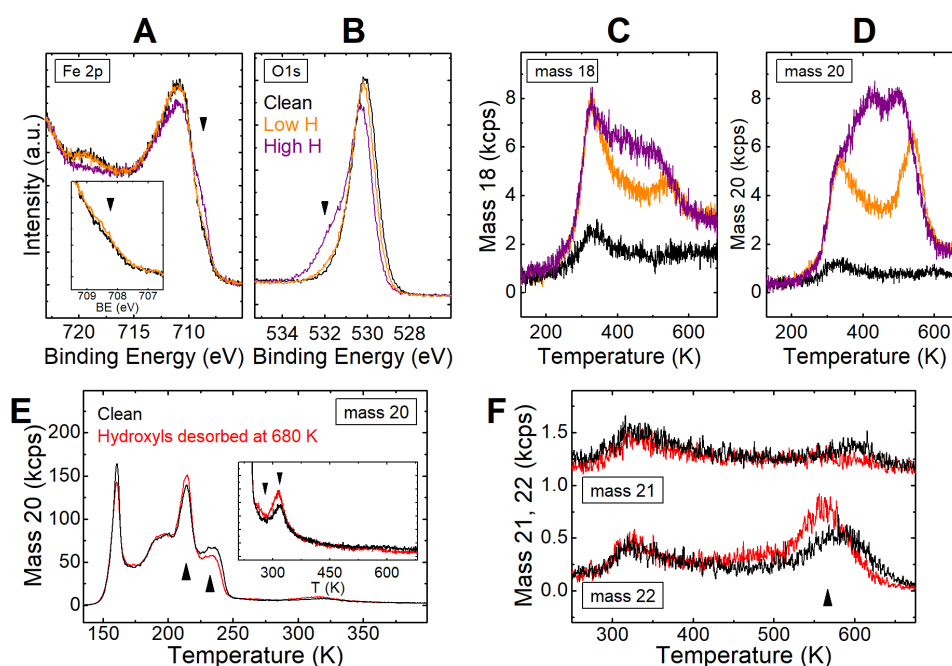 A
B
C
D
Fe 2p
O1s
Clean
Low H
High H
mass 18
mass 20
Intensity (a.u.)
709 708 707
BE (eV)
720 715 710
Binding Energy (eV)
534 532 530 528
Binding Energy (eV)
Mass 18 (kcps)
8
6
4
2
0
200 400 600
Temperature (K)
Mass 20 (kcps)
8
6
4
2
0
200 400 600
Temperature (K)
E
F
Clean
Hydroxyls desorbed at 680 K
mass 20
Mass 20 (kcps)
200
150
100
50
0
300 450 600
T (K)
150 200 250 300 350
Temperature (K)
Mass 21, 22 (kcps)
1.5
1.0
0.5
0.0
mass 21
mass 22
300 400 500 600
Temperature (K)